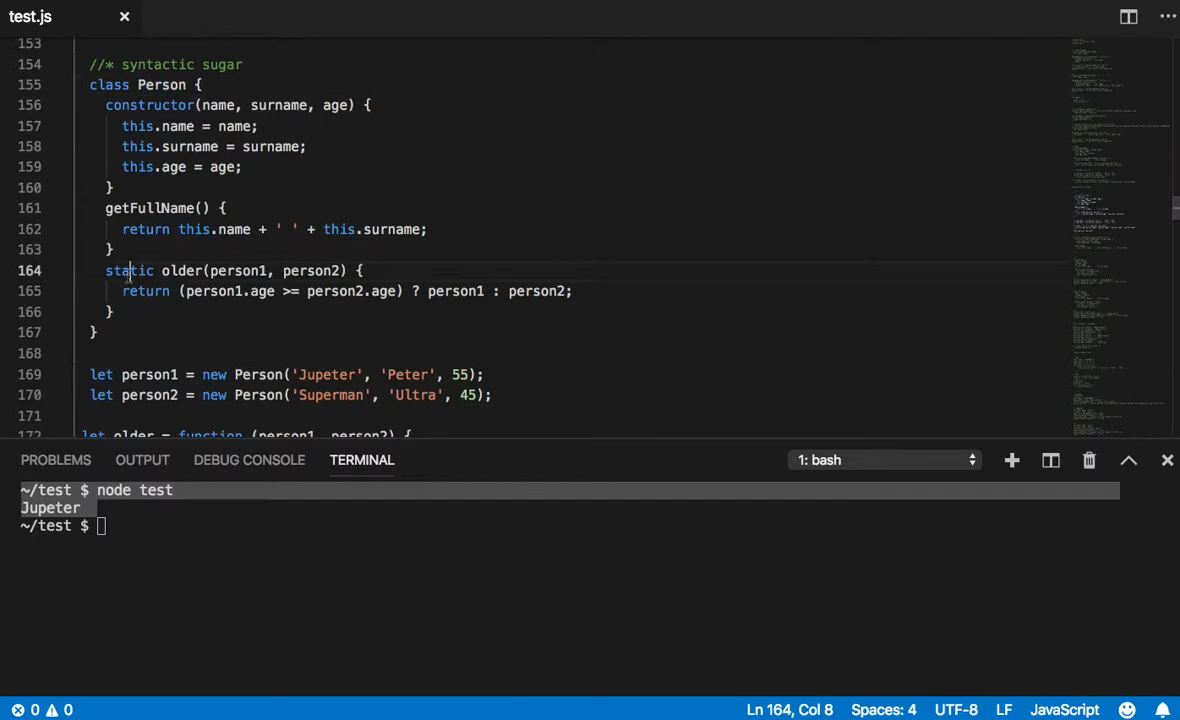 test.js
153
154 //* syntactic sugar
155 class Person {
156 constructor(name, surname, age) {
157 this.name = name;
158 this.surname = surname;
159 this.age = age;
160 }
161 getFullName() {
162 return this.name + ' ' + this.surname;
163 }
164 static older(person1, person2) {
165 return (person1.age >= person2.age) ? person1 : person2;
166 }
167 }
168
169 let person1 = new Person('Jupeter', 'Peter', 55);
170 let person2 = new Person('Superman', 'Ultra', 45);
171
172 let older = function (person1, person2) {
PROBLEMS OUTPUT DEBUG CONSOLE TERMINAL 1: bash
~/test $ node test
Jupeter
~/test $
0 0 Ln 164, Col 8 Spaces: 4 UTF-8 LF JavaScript